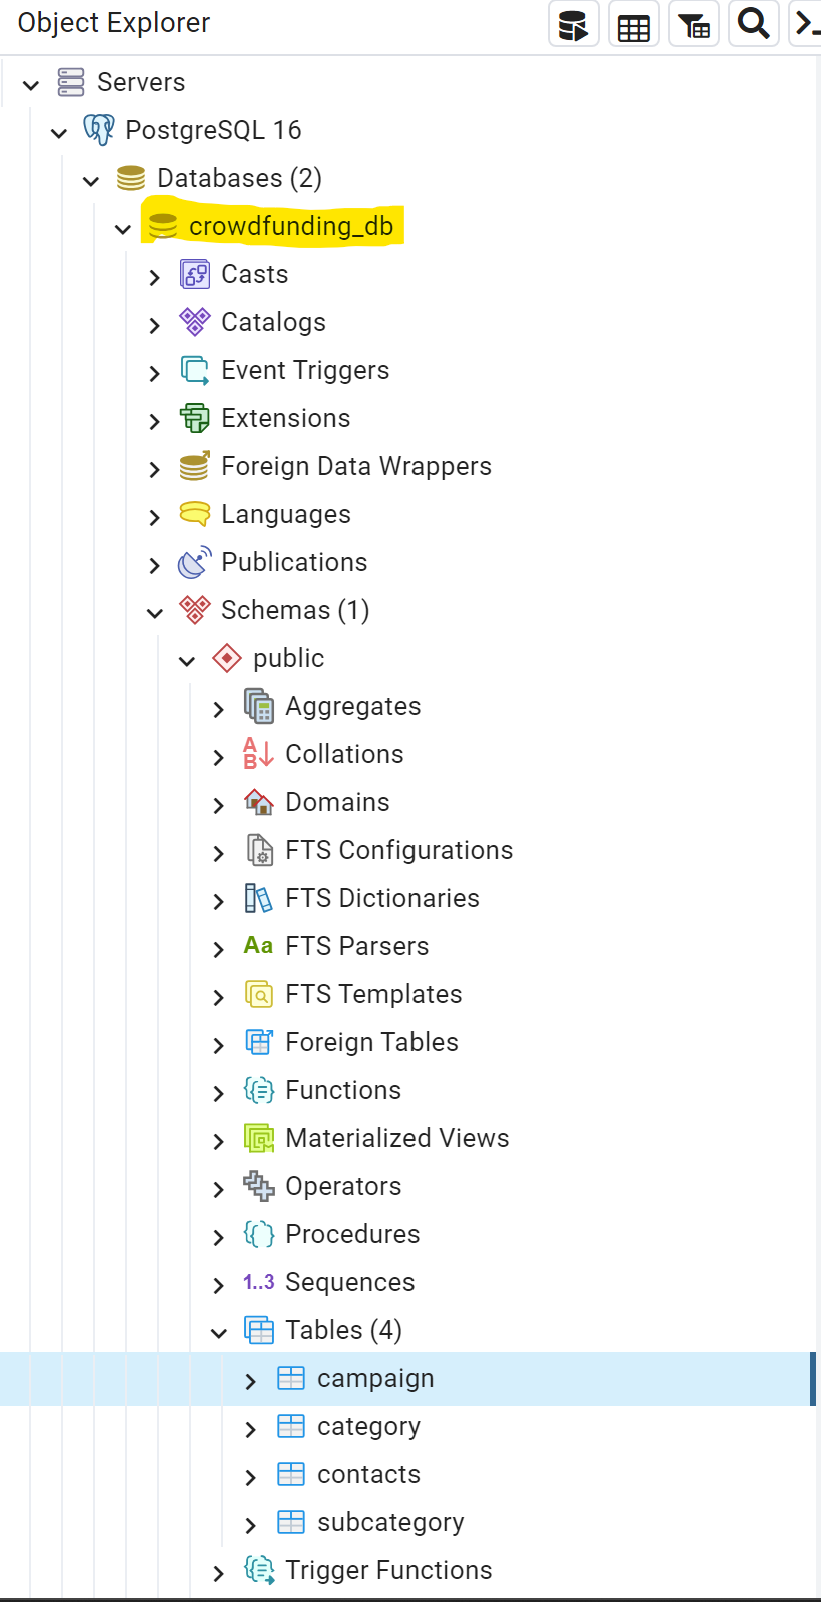 Object Explorer
Servers
PostgreSQL 16
Databases (2)
crowdfunding_db
Casts
Catalogs
Event Triggers
Extensions
Foreign Data Wrappers
Languages
Publications
Schemas (1)
public
Aggregates
Collations
Domains
FTS Configurations
FTS Dictionaries
Aa FTS Parsers
FTS Templates
Foreign Tables
Functions
Materialized Views
Operators
Procedures
1..3 Sequences
Tables (4)
campaign
category
contacts
subcategory
Trigger Functions